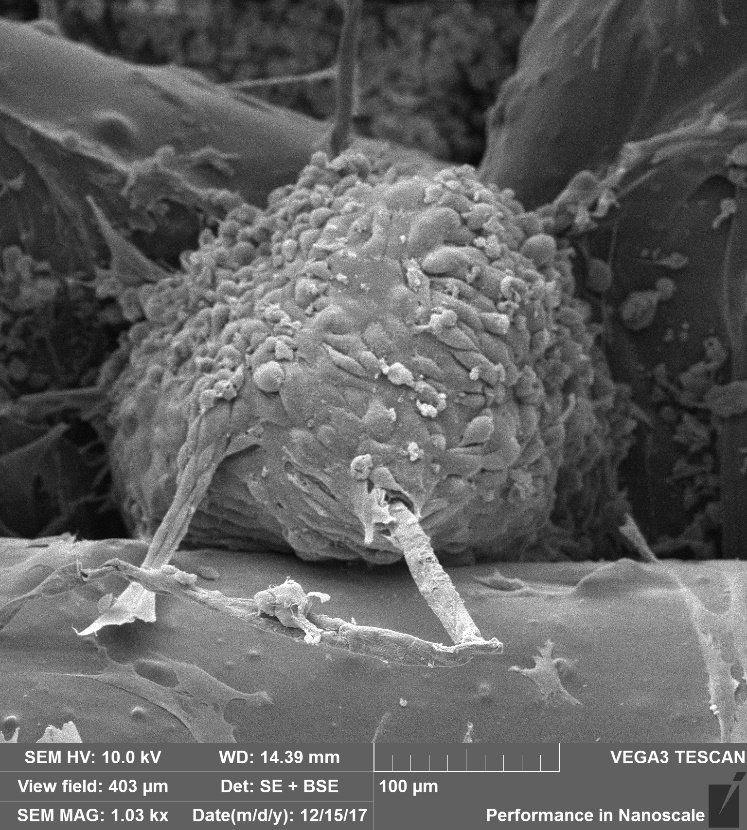 SEM HV: 10.0 kV WD: 14.39 mm VEGA3 TESCAN
View field: 403 µm Det: SE + BSE 100 µm
SEM MAG: 1.03 kx Date(m/d/y): 12/15/17 Performance in Nanoscale